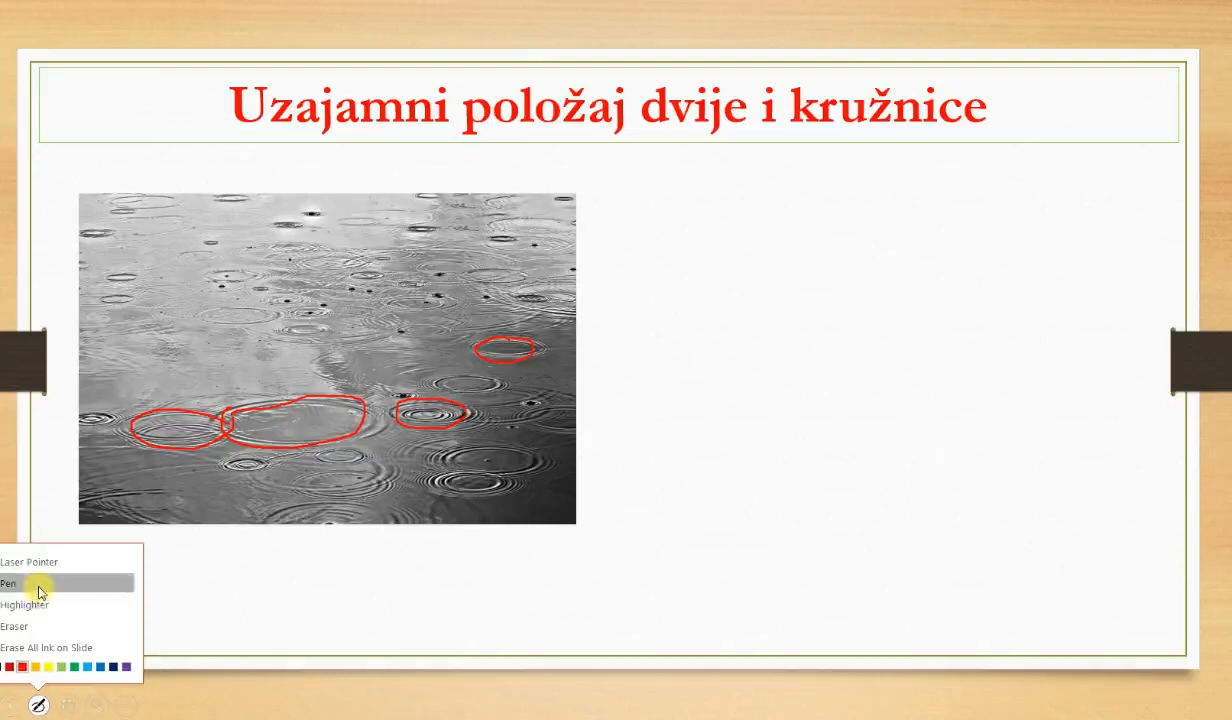 Uzajamni položaj dvije i kružnice
Laser Pointer
Pen
Highlighter
Eraser
Erase All Ink on Slide